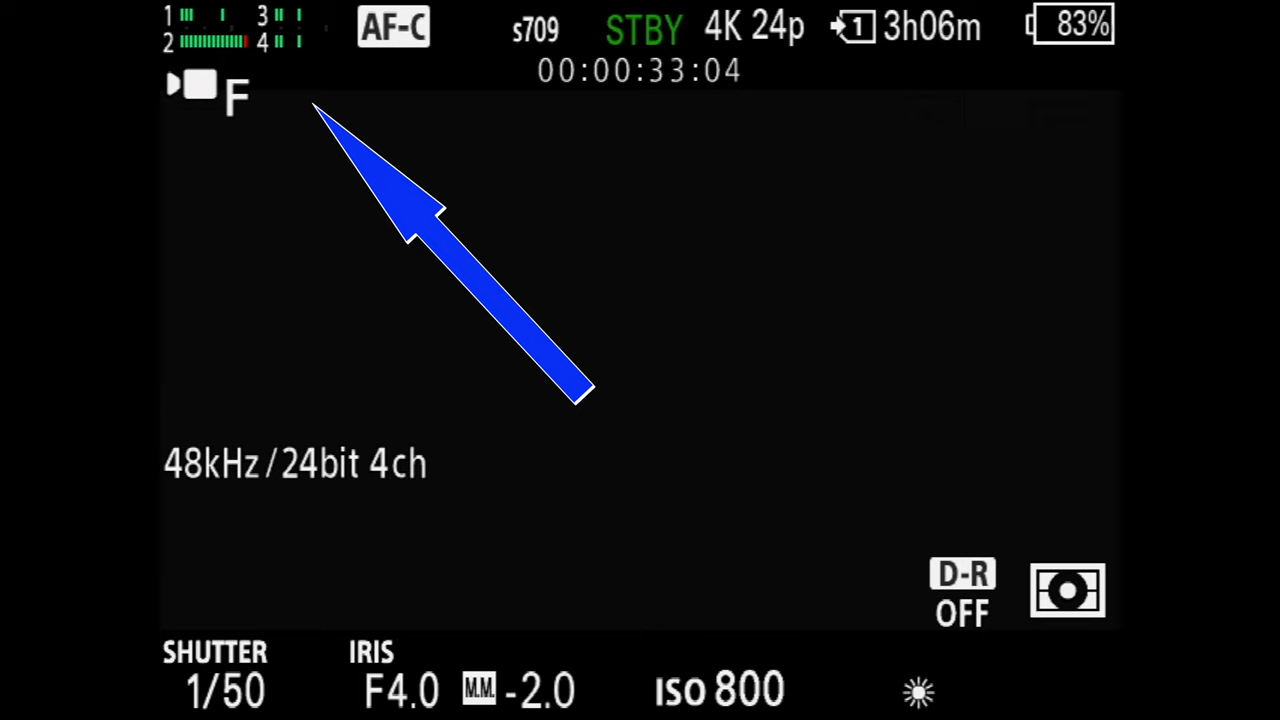 1 3 AF-C s709 STBY 4K 24p 1 3h06m 83%
2 4
00:00:33:04
F
48kHz/24bit 4ch
D-R
OFF
SHUTTER IRIS
1/50 F4.0 M.M. -2.0 ISO 800